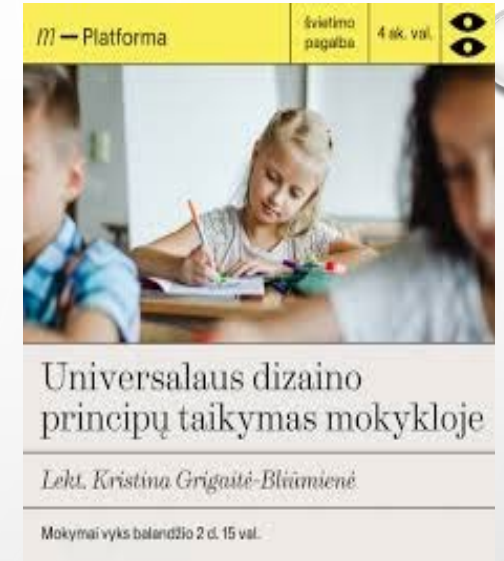 m — Platforma
švietimo
pagalba
4 ak. val.
Universalaus dizaino
principų taikymas mokykloje
Lekt. Kristina Grigaitė-Bliūmienė
Mokymai vyks balandžio 2 d. 15 val.